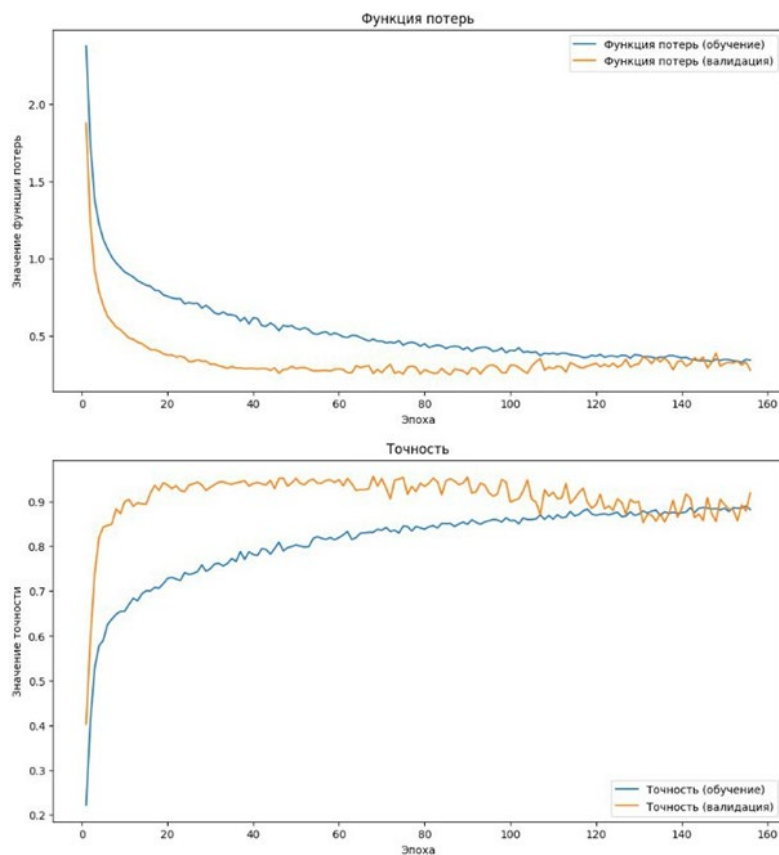 Функция потерь
Функция потерь (обучение)
Функция потерь (валидация)
Значение функции потерь
2.0
1.5
1.0
0.5
0 20 40 60 80 100 120 140 160
Эпоха
Точность
Значение точности
0.9
0.8
0.7
0.6
0.5
0.4
0.3
0.2
Точность (обучение)
Точность (валидация)
0 20 40 60 80 100 120 140 160
Эпоха